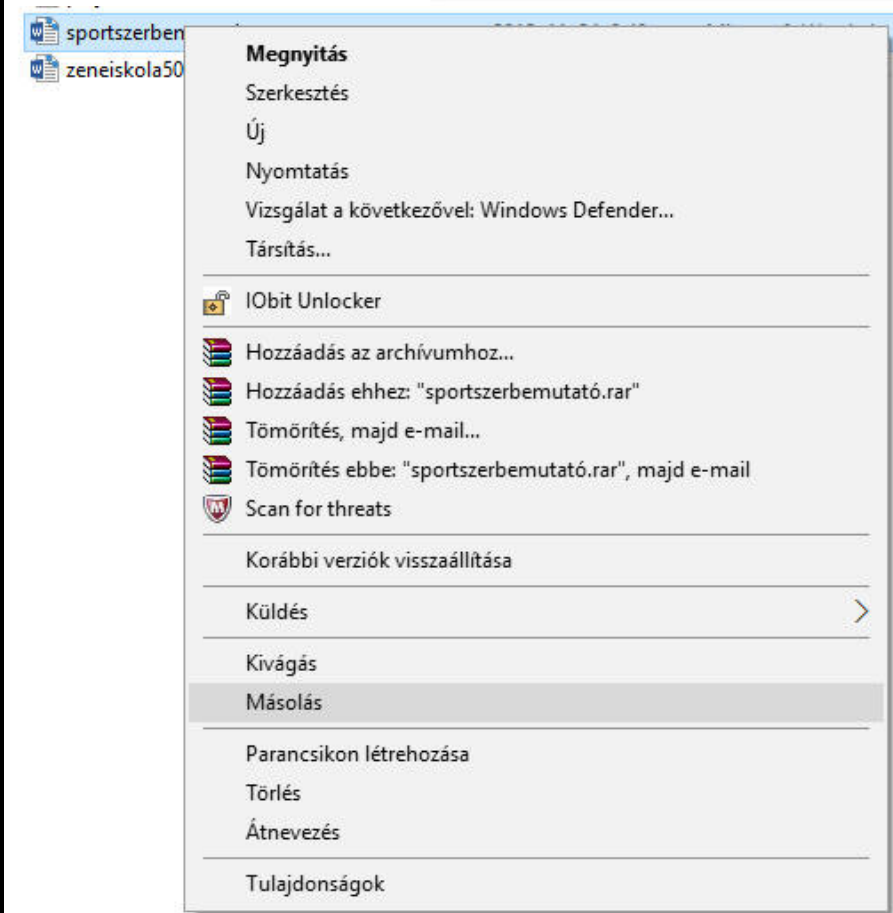 sportszerben
zeneiskola50
Megnyitás
Szerkesztés
Új
Nyomtatás
Vizsgálat a következővel: Windows Defender...
Társítás...
IObit Unlocker
Hozzáadás az archívumhoz...
Hozzáadás ehhez: "sportszerbemutató.rar"
Tömörítés, majd e-mail...
Tömörítés ebbe: "sportszerbemutató.rar", majd e-mail
Scan for threats
Korábbi verziók visszaállítása
Küldés
Kivágás
Másolás
Parancsikon létrehozása
Törlés
Átnevezés
Tulajdonságok